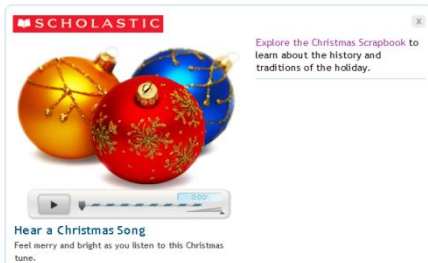 SCHOLASTIC
x
Explore the Christmas Scrapbook to
learn about the history and
traditions of the holiday.
0:00/
Hear a Christmas Song
Feel merry and bright as you listen to this Christmas
tune.